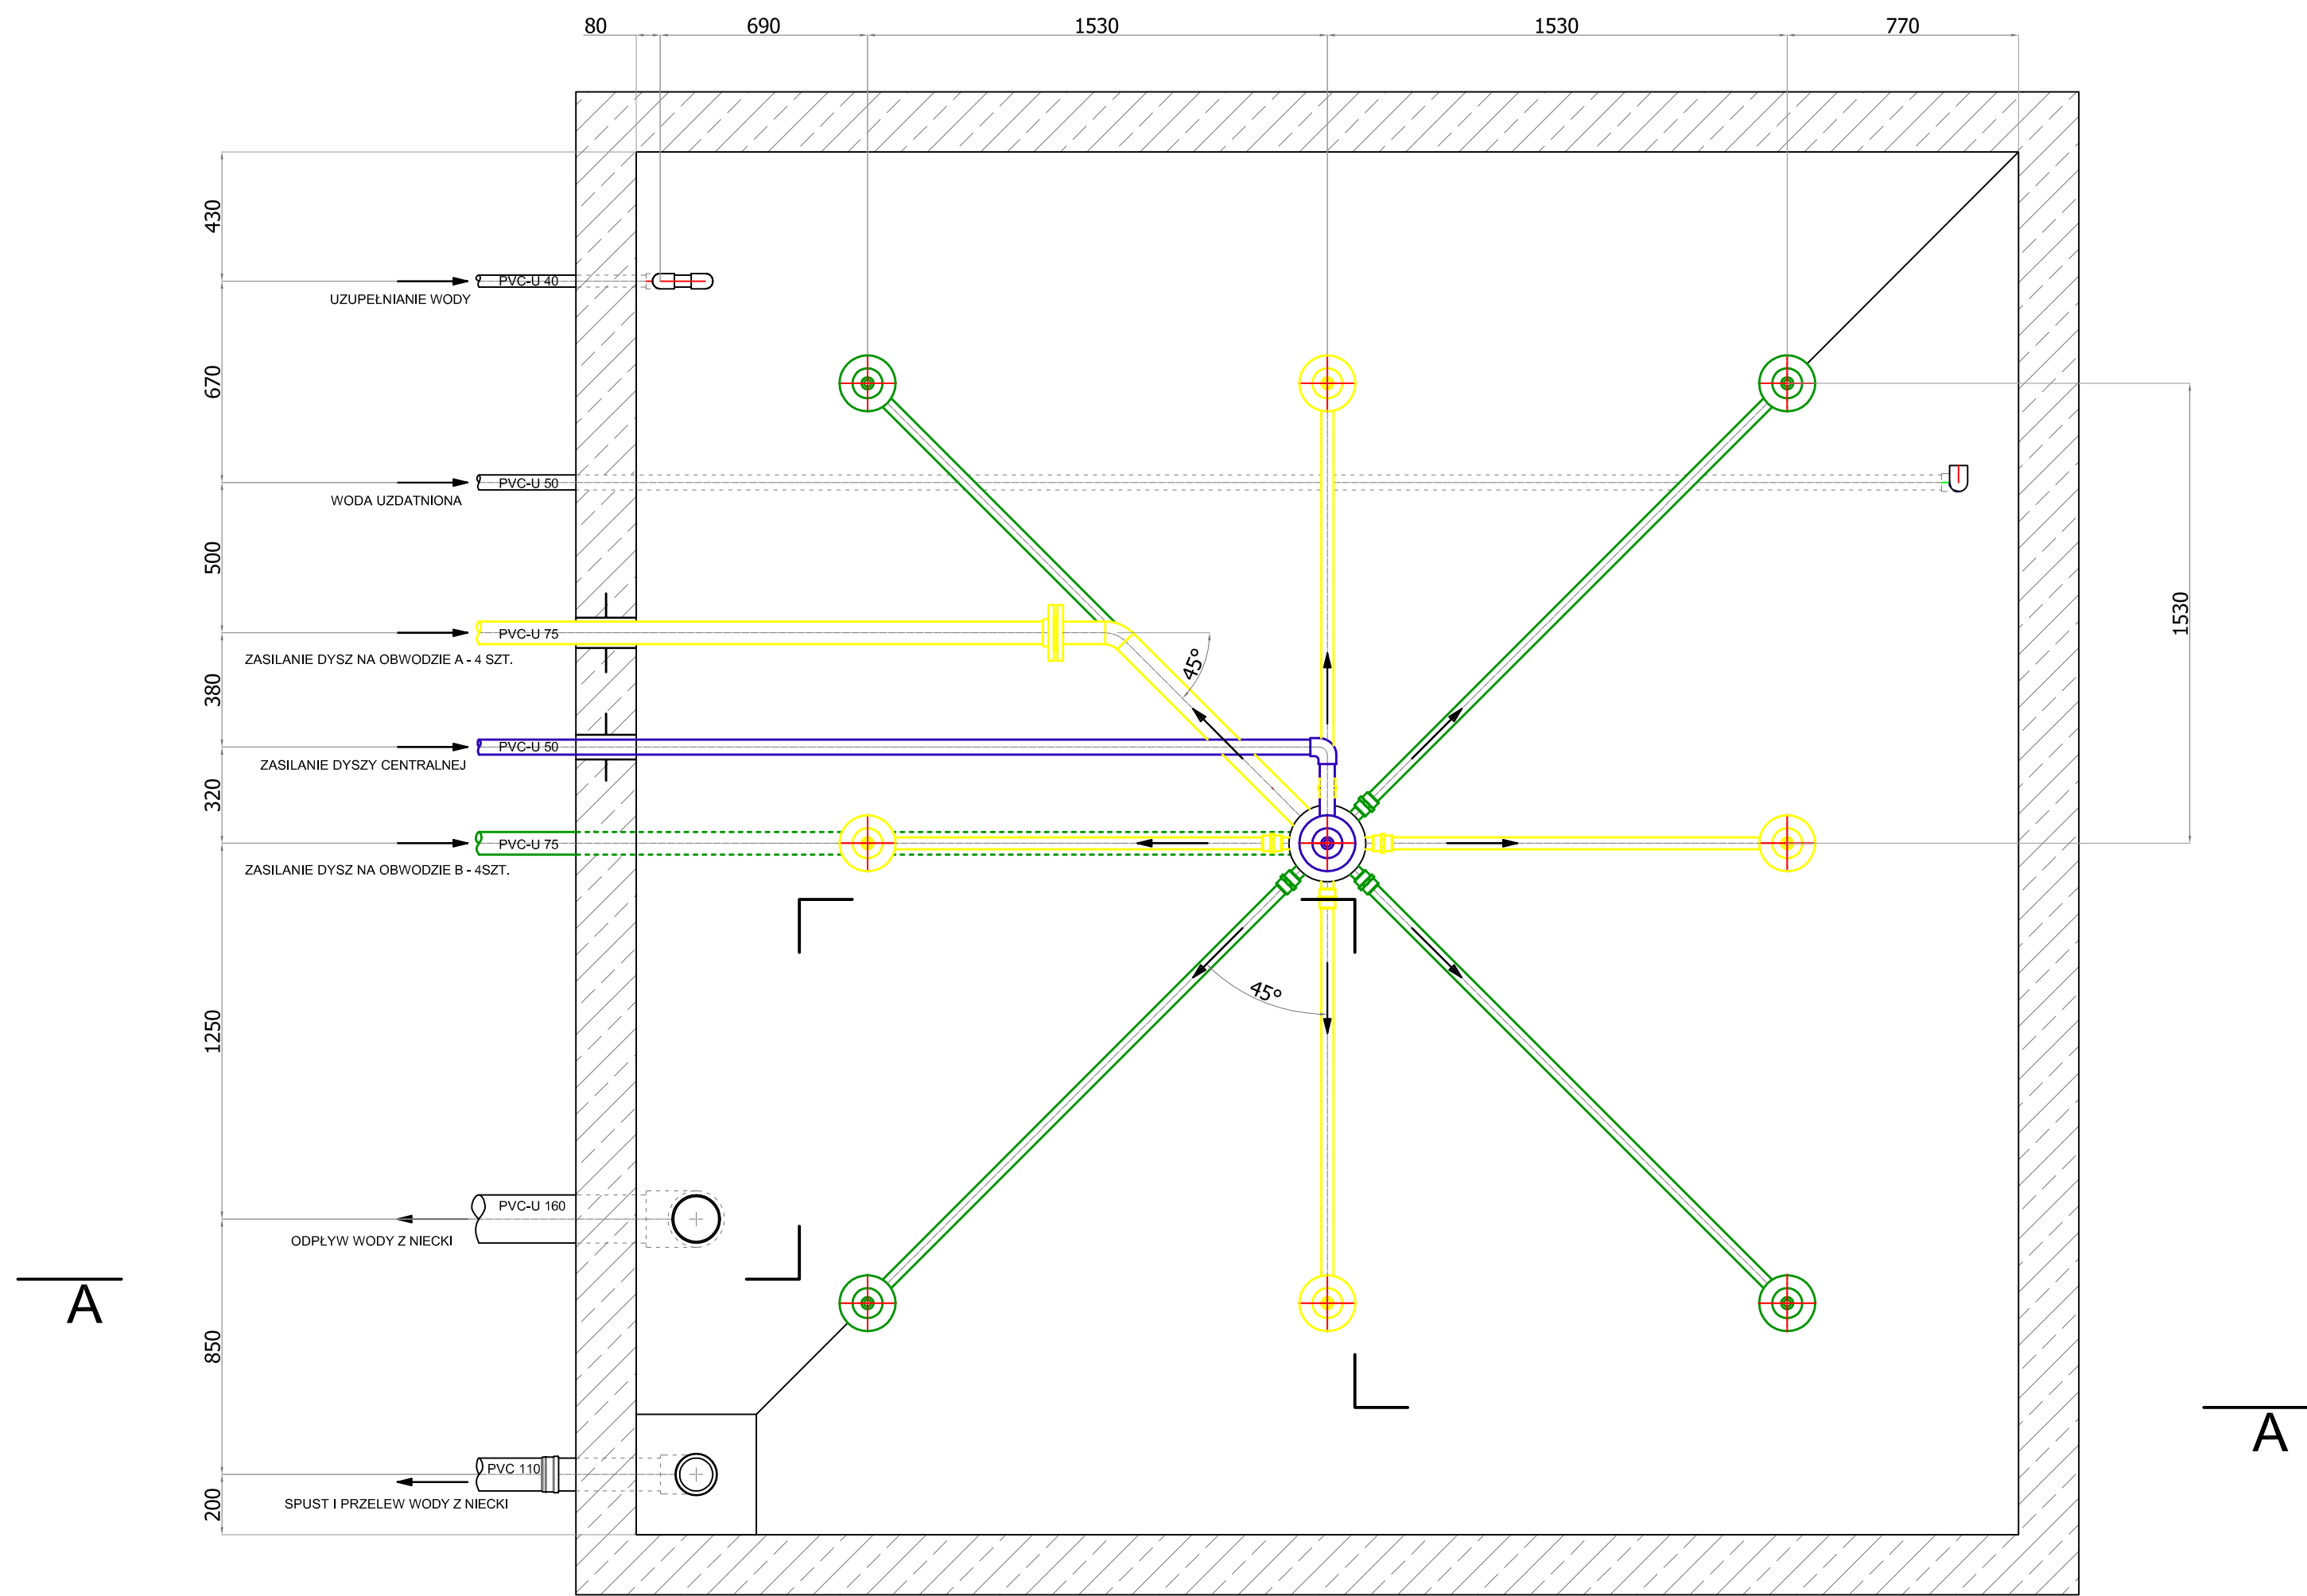 80 690 1530 1530 770
430
PVC-U 40
UZUPEŁNIANIE WODY
670
PVC-U 50
WODA UZDATNIONA
500
1530
PVC-U 75
ZASILANIE DYSZ NA OBWODZIE A - 4 SZT.
45°
380
PVC-U 50
ZASILANIE DYSZY CENTRALNEJ
320
PVC-U 75
ZASILANIE DYSZ NA OBWODZIE B - 4SZT.
45°
1250
PVC-U 160
ODPŁYW WODY Z NIECKI
A
850
A
PVC 110
SPUST I PRZELEW WODY Z NIECKI
200